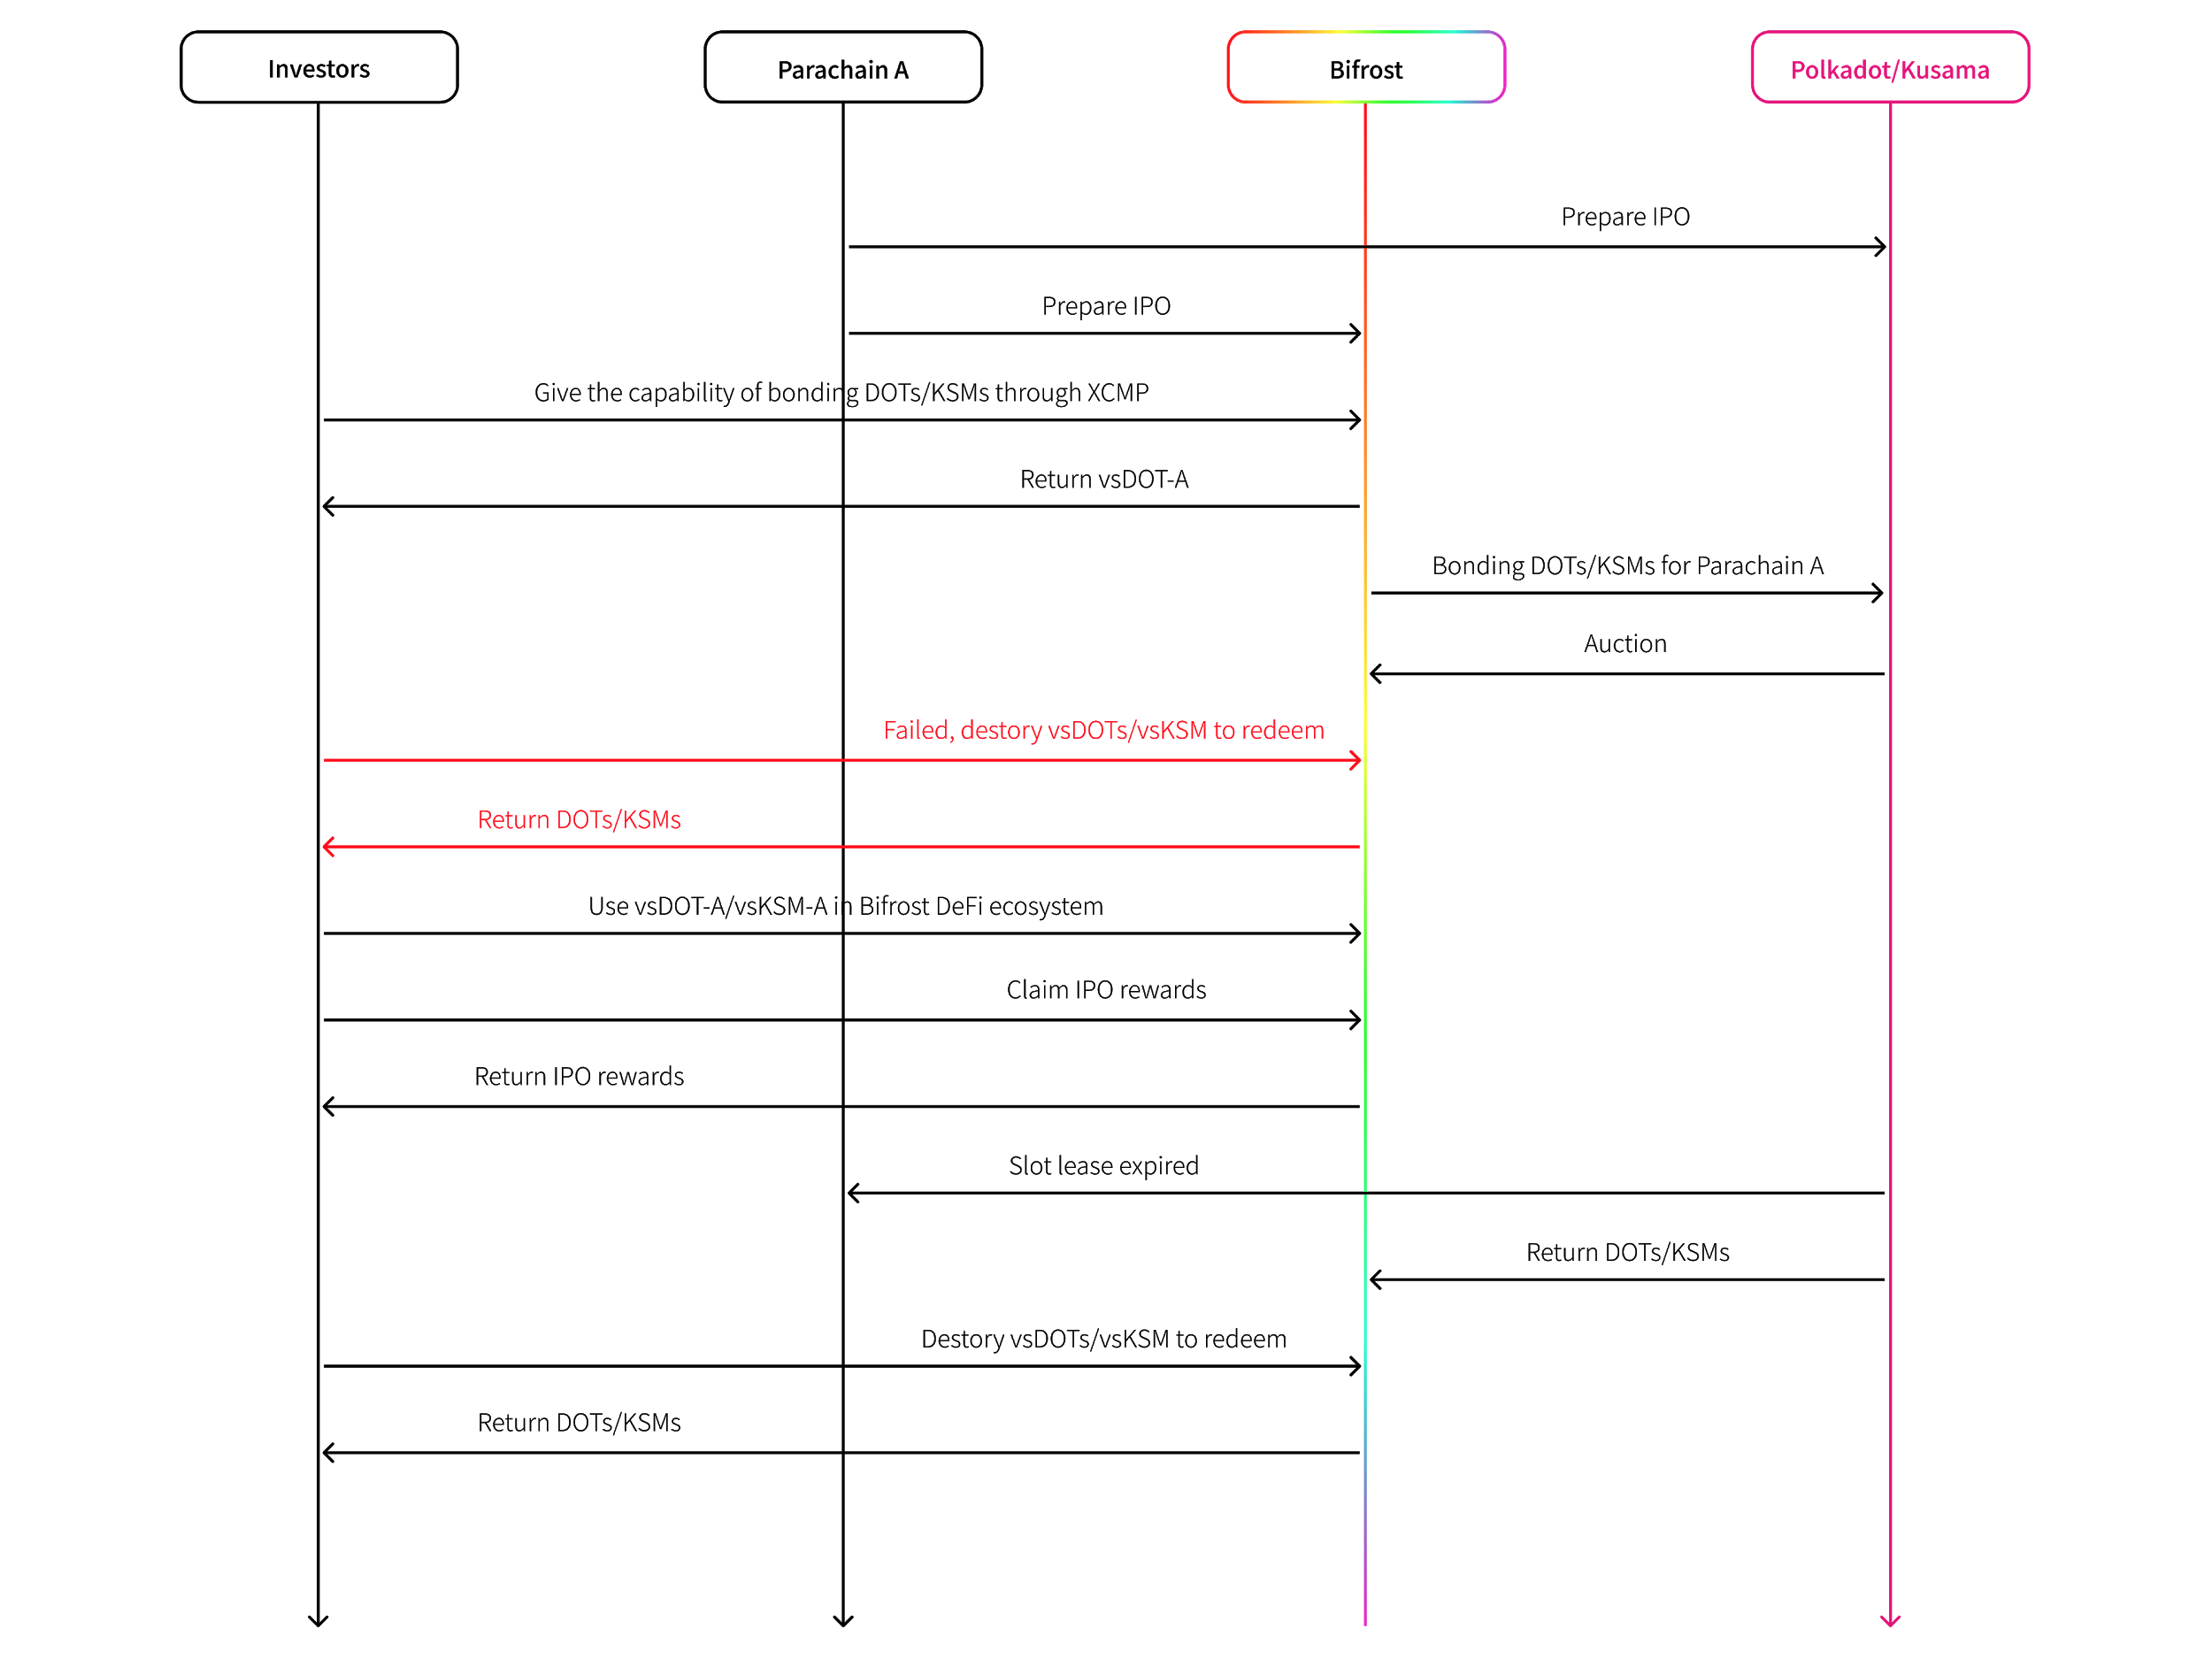 Investors
Parachain A
Bifrost
Polkadot/Kusama
Prepare IPO
Prepare IPO
Give the capability of bonding DOTs/KSMs through XCMP
Return vsDOT-A
Bonding DOTs/KSMs for Parachain A
Auction
Failed, destory vsDOTs/vsKSM to redeem
Return DOTs/KSMs
Use vsDOT-A/vsKSM-A in Bifrost DeFi ecosystem
Claim IPO rewards
Return IPO rewards
Slot lease expired
Return DOTs/KSMs
Destory vsDOTs/vsKSM to redeem
Return DOTs/KSMs